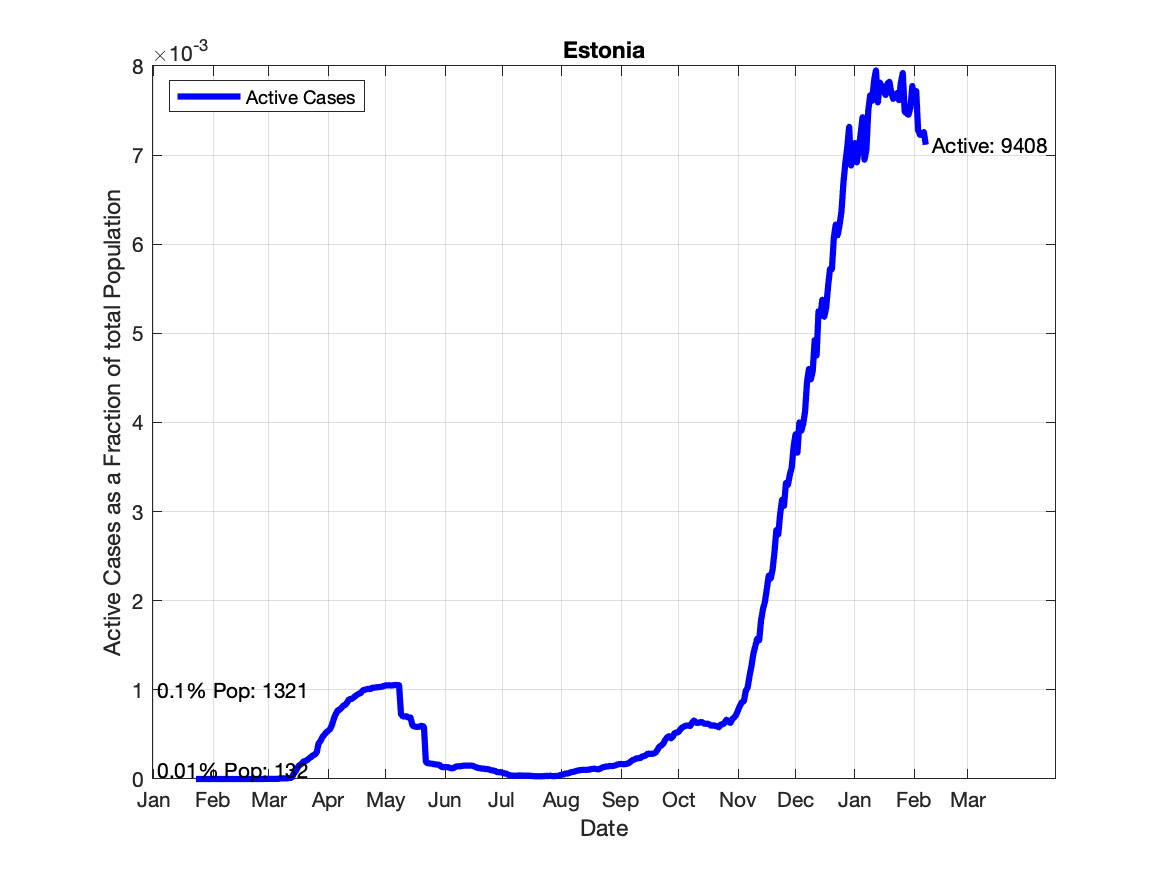 Estonia
×10-3
Active Cases
8
7
6
5
4
3
2
1
0
Active Cases as a Fraction of total Population
Active: 9408
0.1% Pop: 1321
0.01% Pop: 132
Jan Feb Mar Apr May Jun Jul Aug Sep Oct Nov Dec Jan Feb Mar
Date